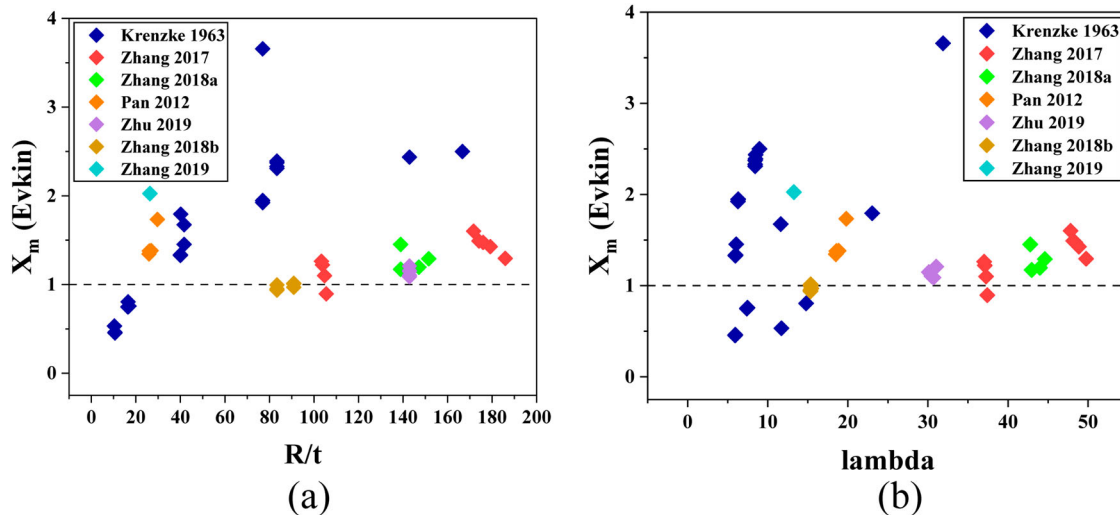 4
3
2
1
0
X_m (Evkin)
Krenzke 1963
Zhang 2017
Zhang 2018a
Pan 2012
Zhu 2019
Zhang 2018b
Zhang 2019
0 20 40 60 80 100 120 140 160 180 200
R/t
(a)
4
3
2
1
0
X_m (Evkin)
Krenzke 1963
Zhang 2017
Zhang 2018a
Pan 2012
Zhu 2019
Zhang 2018b
Zhang 2019
0 10 20 30 40 50
lambda
(b)